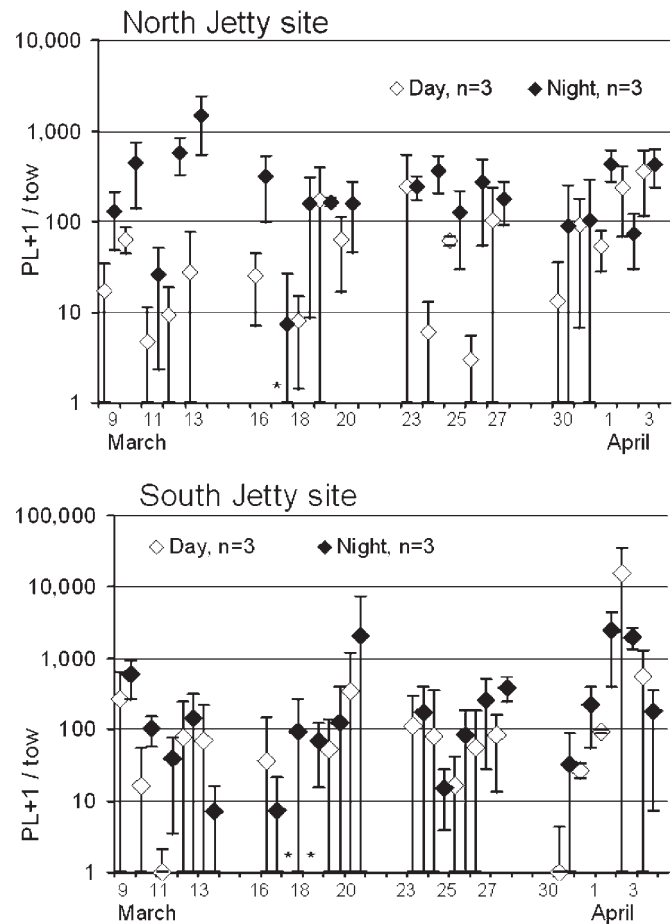 North Jetty site
10,000
Day, n=3 Night, n=3
1,000
100
PL+1 / tow
10
*
1
9 11 13 16 18 20 23 25 27 30 1 3
March April
South Jetty site
100,000
Day, n=3 Night, n=3
10,000
1,000
100
PL+1 / tow
10
* *
1
9 11 13 16 18 20 23 25 27 30 1 3
March April